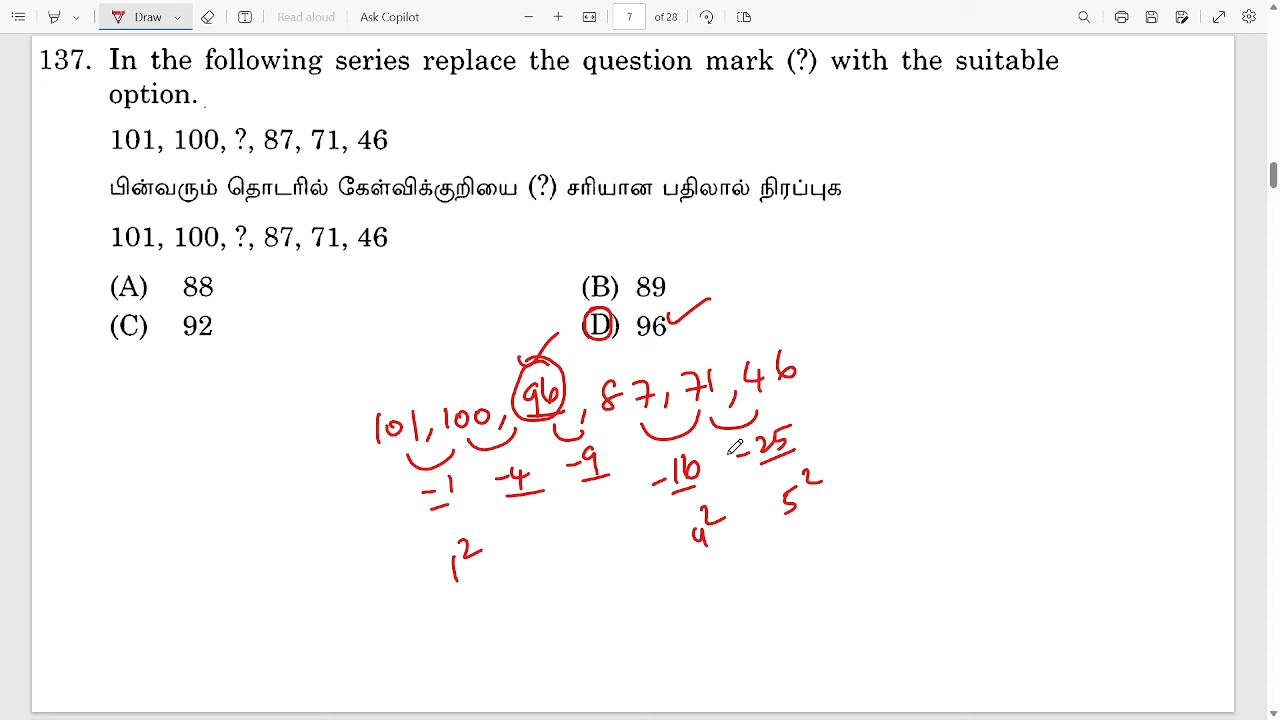 Draw Read aloud Ask Copilot 7 of 28
137. In the following series replace the question mark (?) with the suitable
option.
101, 100, ?, 87, 71, 46
பின்வரும் தொடரில் கேள்விக்குறியை (?) சரியான பதிலால் நிரப்புக
101, 100, ?, 87, 71, 46
(A) 88 (B) 89
(C) 92 (D) 96
101, 100, 96, 87, 71, 46
-1 -4 -9 -16 -25
1² 4² 5²